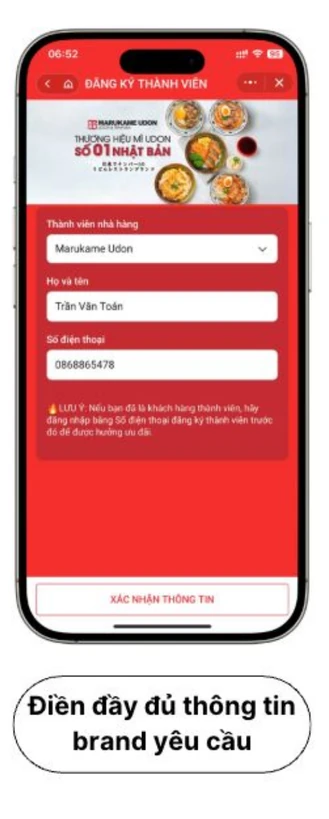 06:52
95
ĐĂNG KÝ THÀNH VIÊN
MARUKAME UDON
THƯƠNG HIỆU MÌ UDON
SỐ 01 NHẬT BẢN
Thành viên nhà hàng
Marukame Udon
Họ và tên
Trần Văn Toán
Số điện thoại
0868865478
🔥 LƯU Ý: Nếu bạn đã là khách hàng thành viên, hãy
đăng nhập bằng Số điện thoại đăng ký thành viên trước
đó để được hưởng ưu đãi.
XÁC NHẬN THÔNG TIN
Điền đầy đủ thông tin
brand yêu cầu